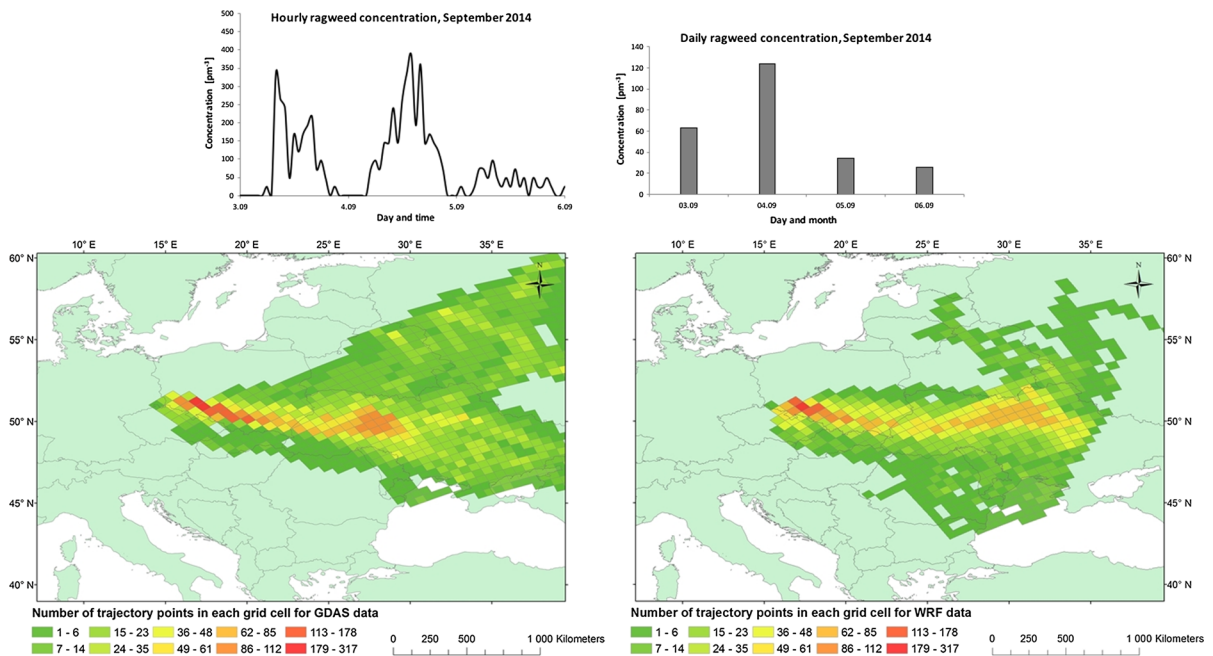 Hourly ragweed concentration, September 2014
Concentration [pm⁻³]
500
450
400
350
300
250
200
150
100
50
0
3.09 4.09 5.09 6.09
Day and time
Daily ragweed concentration, September 2014
Concentration [pm⁻³]
140
120
100
80
60
40
20
0
03.09 04.09 05.09 06.09
Day and month
10° E 15° E 20° E 25° E 30° E 35° E
60° N
55° N
50° N
45° N
40° N
N
Number of trajectory points in each grid cell for GDAS data
1 - 6 15 - 23 36 - 48 62 - 85 113 - 178
7 - 14 24 - 35 49 - 61 86 - 112 179 - 317
0 250 500 1 000 Kilometers
10° E 15° E 20° E 25° E 30° E 35° E
60° N
55° N
50° N
45° N
40° N
N
Number of trajectory points in each grid cell for WRF data
1 - 6 15 - 23 36 - 48 62 - 85 113 - 178
7 - 14 24 - 35 49 - 61 86 - 112 179 - 317
0 250 500 1 000 Kilometers